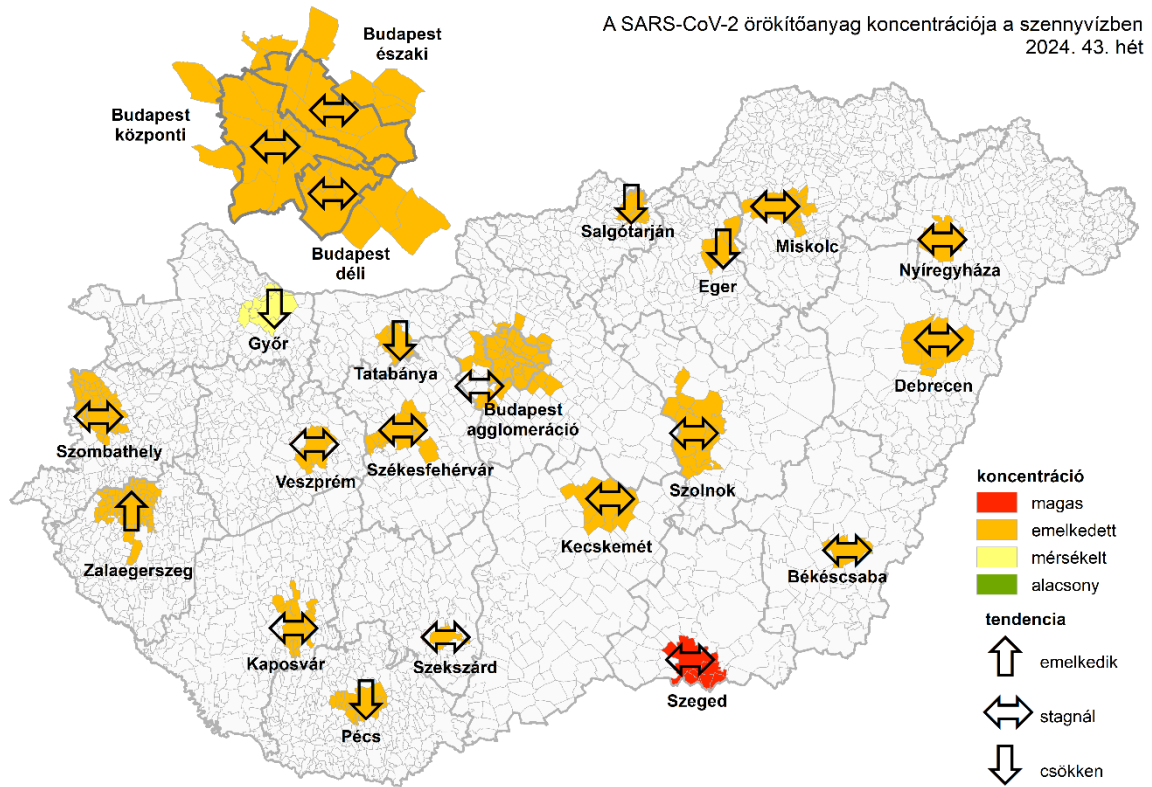 A SARS-CoV-2 örökítőanyag koncentrációja a szennyvízben
2024. 43. hét
Budapest
északi
Budapest
központi
Budapest
déli
Salgótarján
Miskolc
Eger
Nyíregyháza
Győr
Tatabánya
Debrecen
Budapest
agglomeráció
Szombathely
Veszprém
Székesfehérvár
Szolnok
Kecskemét
Zalaegerszeg
Békéscsaba
Kaposvár
Szekszárd
Szeged
Pécs
koncentráció
magas
emelkedett
mérsékelt
alacsony
tendencia
emelkedik
stagnál
csökken